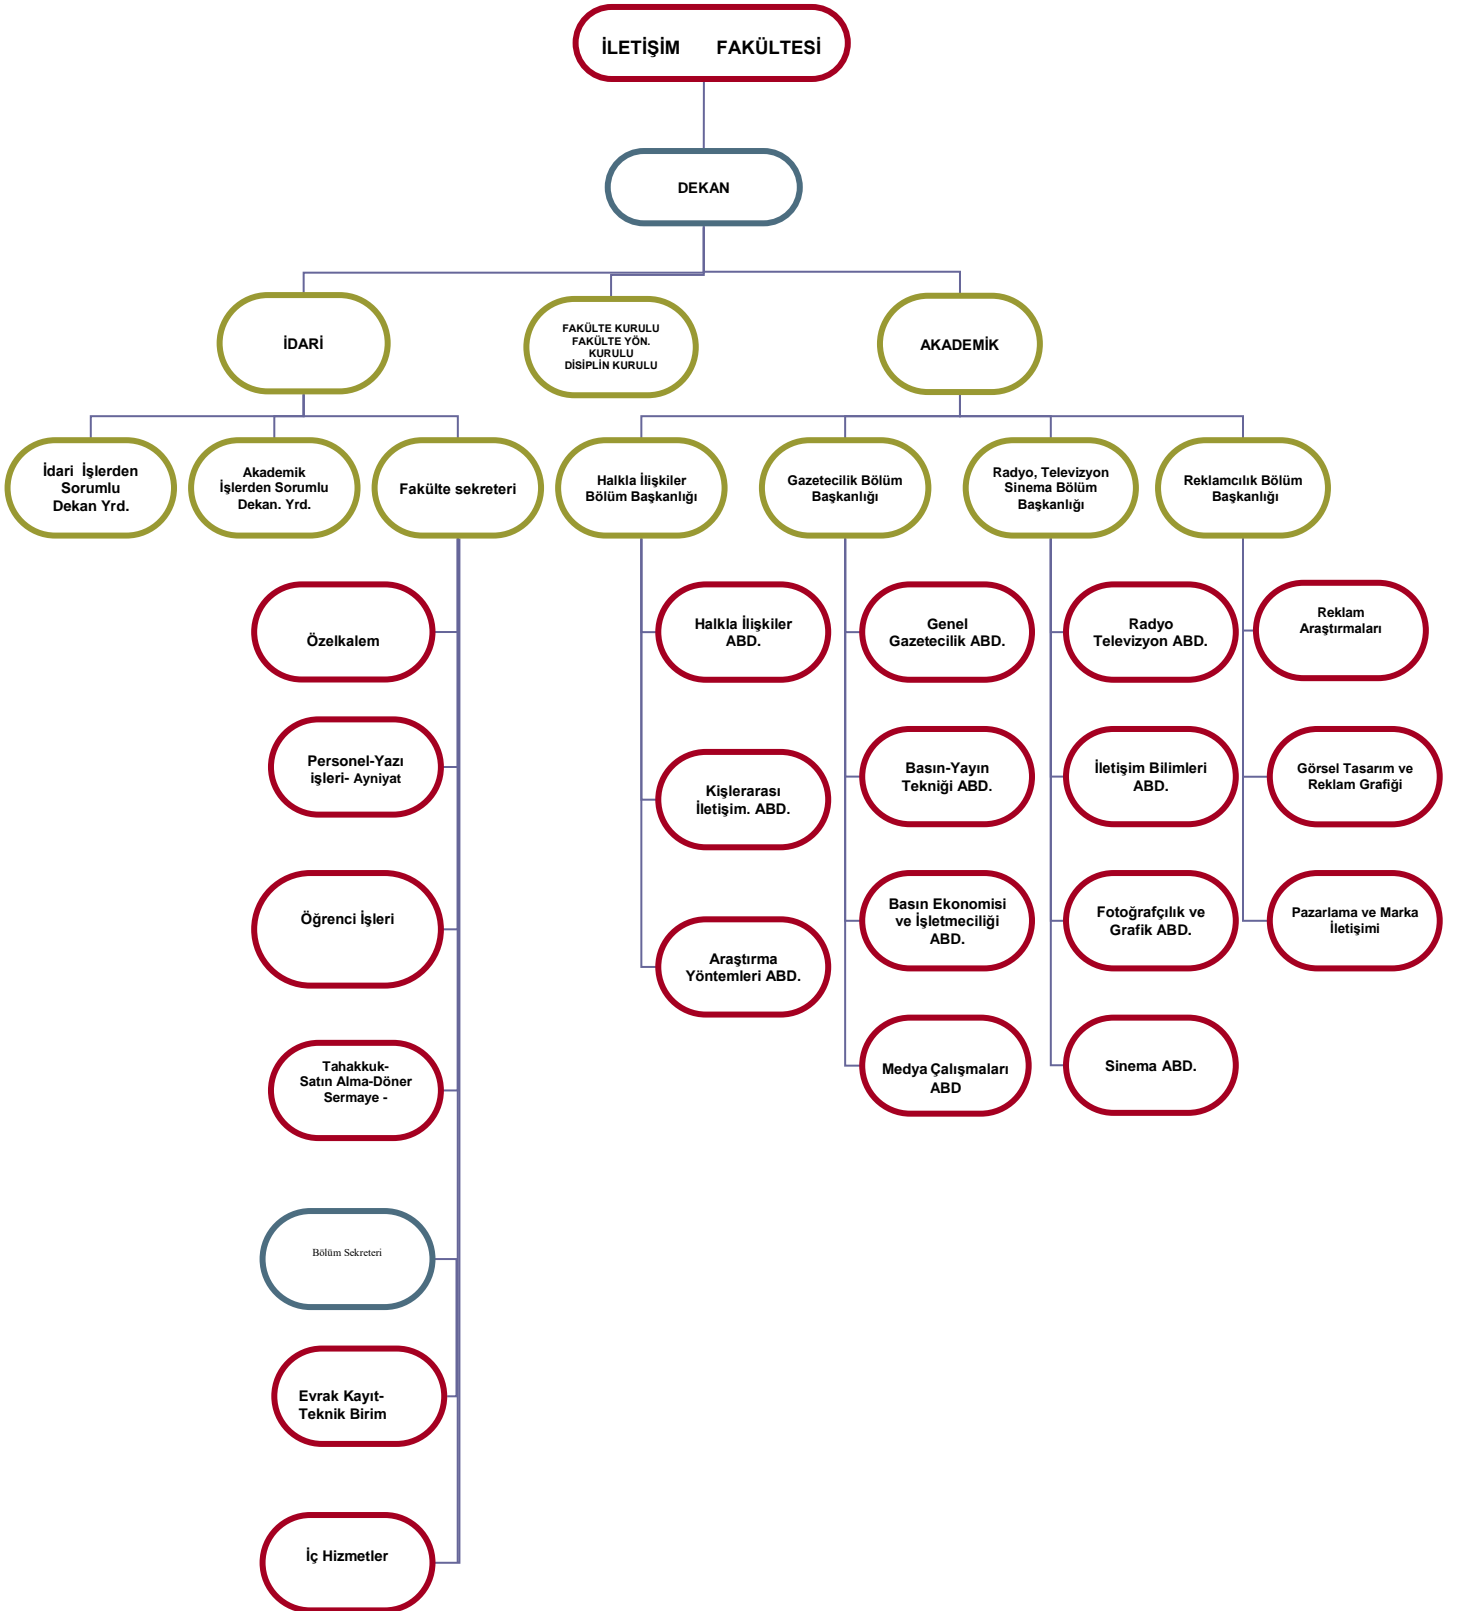 İLETİŞİM FAKÜLTESİ
DEKAN
İDARİ
FAKÜLTE KURULU
FAKÜLTE YÖN.
KURULU
DİSİPLİN KURULU
AKADEMİK
İdari İşlerden
Sorumlu
Dekan Yrd.
Akademik
İşlerden Sorumlu
Dekan. Yrd.
Fakülte sekreteri
Halkla İlişkiler
Bölüm Başkanlığı
Gazetecilik Bölüm
Başkanlığı
Radyo, Televizyon
Sinema Bölüm
Başkanlığı
Reklamcılık Bölüm
Başkanlığı
Özelkalem
Personel-Yazı
işleri- Ayniyat
Öğrenci İşleri
Tahakkuk-
Satın Alma-Döner
Sermaye -
Bölüm Sekreteri
Evrak Kayıt-
Teknik Birim
İç Hizmetler
Halkla İlişkiler
ABD.
Kişlerarası
İletişim. ABD.
Araştırma
Yöntemleri ABD.
Genel
Gazetecilik ABD.
Basın-Yayın
Tekniği ABD.
Basın Ekonomisi
ve İşletmeciliği
ABD.
Medya Çalışmaları
ABD
Radyo
Televizyon ABD.
İletişim Bilimleri
ABD.
Fotoğrafçılık ve
Grafik ABD.
Sinema ABD.
Reklam
Araştırmaları
Görsel Tasarım ve
Reklam Grafiği
Pazarlama ve Marka
İletişimi